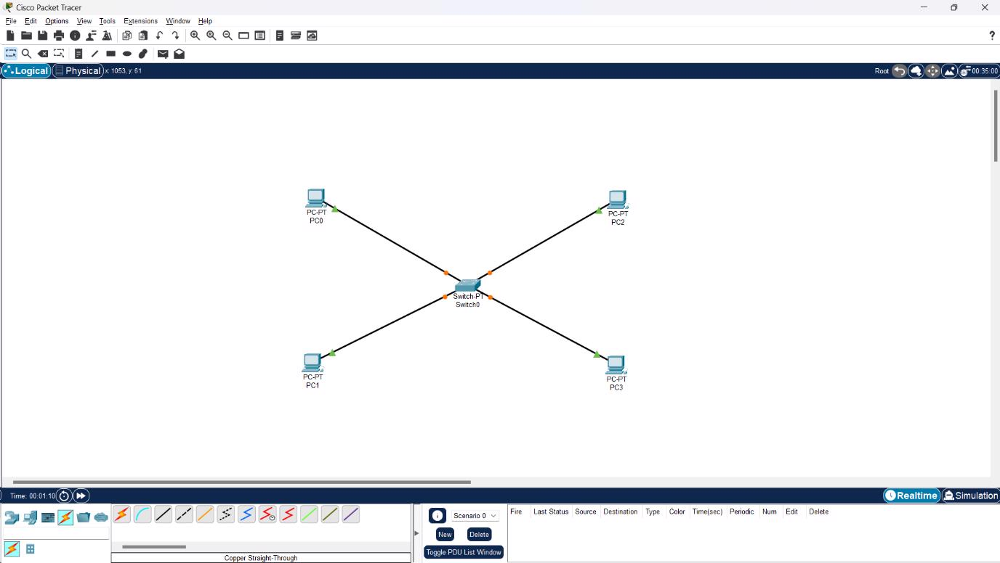 Cisco Packet Tracer
File Edit Options View Tools Extensions Window Help
?
Logical Physical x: 1053, y: 61 Root 00:35:00
PC-PT
PC0
PC-PT
PC2
Switch-PT
Switch0
PC-PT
PC1
PC-PT
PC3
Time: 00:01:10 Realtime Simulation
Scenario 0
New Delete
Toggle PDU List Window
Fire Last Status Source Destination Type Color Time(sec) Periodic Num Edit Delete
Copper Straight-Through